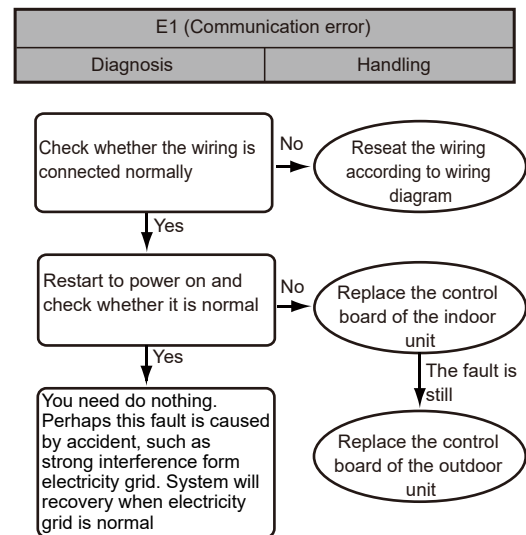 E1 (Communication error)
Diagnosis
Handling
Check whether the wiring is
connected normally
No
Reseat the wiring
according to wiring
diagram
Yes
Restart to power on and
check whether it is normal
No
Replace the control
board of the indoor
unit
Yes
The fault is
still
You need do nothing.
Perhaps this fault is caused
by accident, such as
strong interference form
electricity grid. System will
recovery when electricity
grid is normal
Replace the control
board of the outdoor
unit